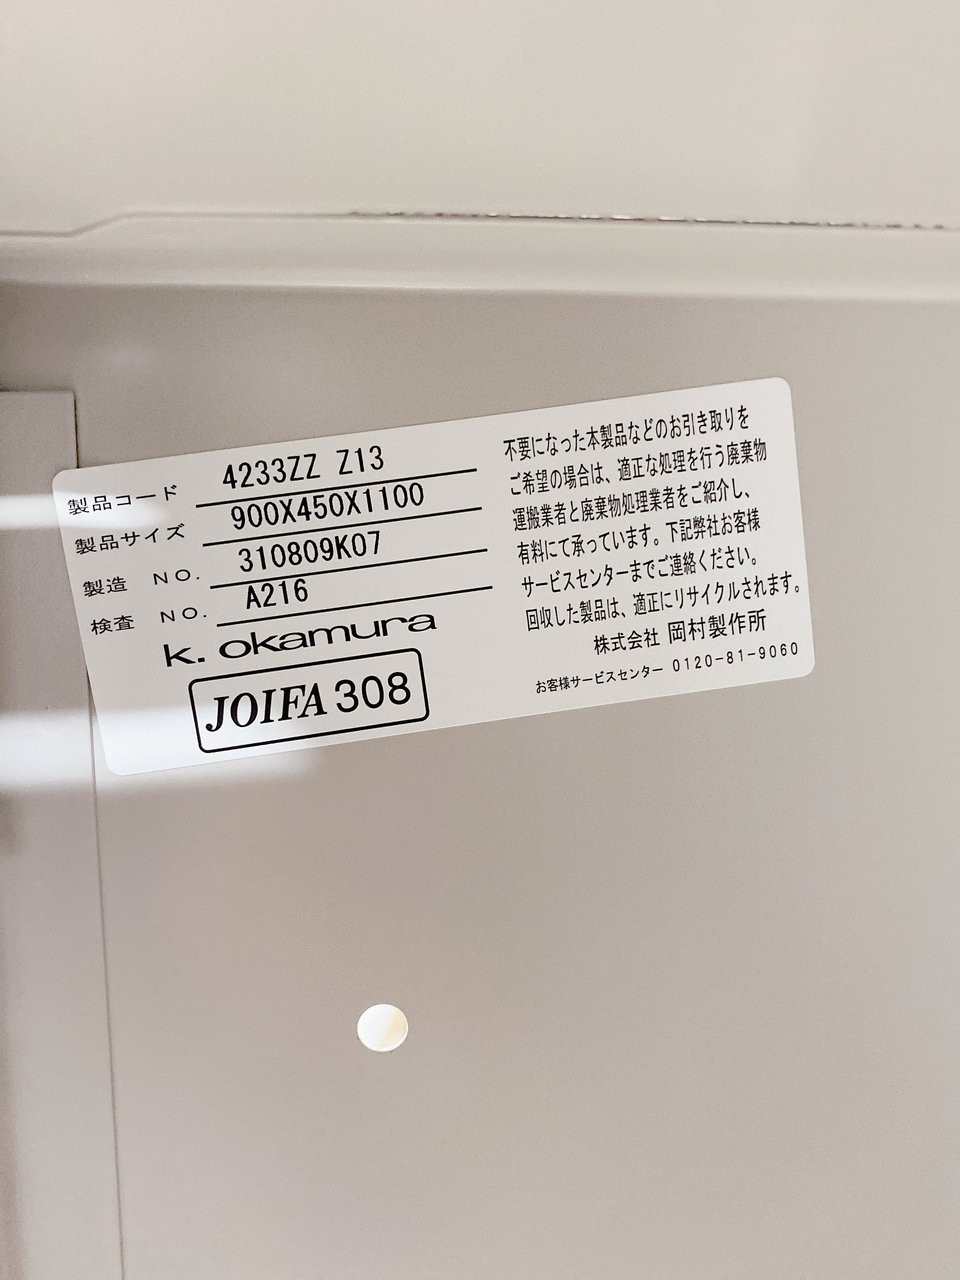 製品コード 4233ZZ Z13
製品サイズ 900X450X1100
製造 NO. 310809K07
検査 NO. A216
k. okamura
JOIFA 308
不要になった本製品などのお引き取りを
ご希望の場合は、適正な処理を行う廃棄物
運搬業者と廃棄物処理業者をご紹介し、
有料にて承っています。下記弊社お客様
サービスセンターまでご連絡ください。
回収した製品は、適正にリサイクルされます。
株式会社 岡村製作所
お客様サービスセンター 0120-81-9060